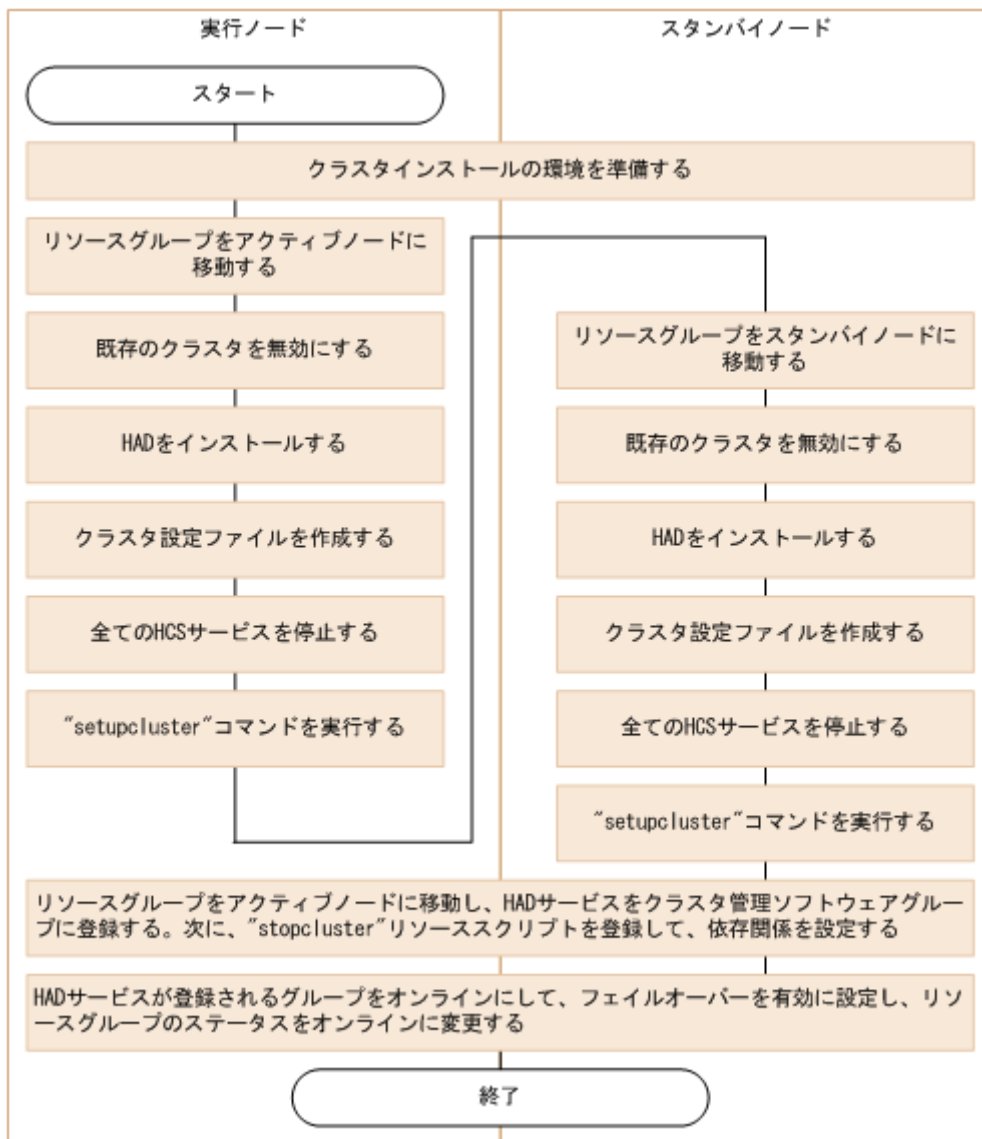 実行ノード
スタンバイノード
スタート
クラスタインストールの環境を準備する
リソースグループをアクティブノードに
移動する
既存のクラスタを無効にする
HADをインストールする
クラスタ設定ファイルを作成する
全てのHCSサービスを停止する
"setupcluster"コマンドを実行する
リソースグループをスタンバイノードに
移動する
既存のクラスタを無効にする
HADをインストールする
クラスタ設定ファイルを作成する
全てのHCSサービスを停止する
"setupcluster"コマンドを実行する
リソースグループをアクティブノードに移動し、HADサービスをクラスタ管理ソフトウェアグルー
プに登録する。次に、"stopcluster"リソーススクリプトを登録して、依存関係を設定する
HADサービスが登録されるグループをオンラインにして、フェイルオーバーを有効に設定し、リソ
ースグループのステータスをオンラインに変更する
終了